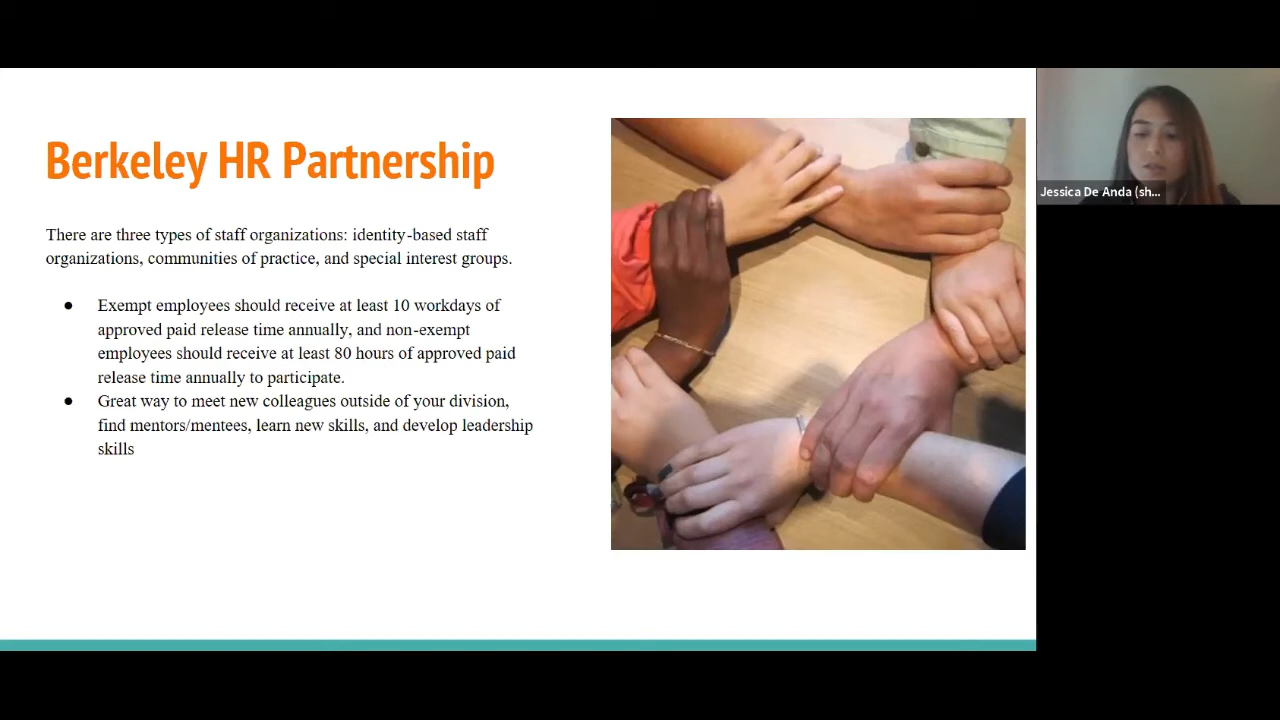 Berkeley HR Partnership
There are three types of staff organizations: identity-based staff
organizations, communities of practice, and special interest groups.
● Exempt employees should receive at least 10 workdays of
approved paid release time annually, and non-exempt
employees should receive at least 80 hours of approved paid
release time annually to participate.
● Great way to meet new colleagues outside of your division,
find mentors/mentees, learn new skills, and develop leadership
skills
Jessica De Anda (sh...